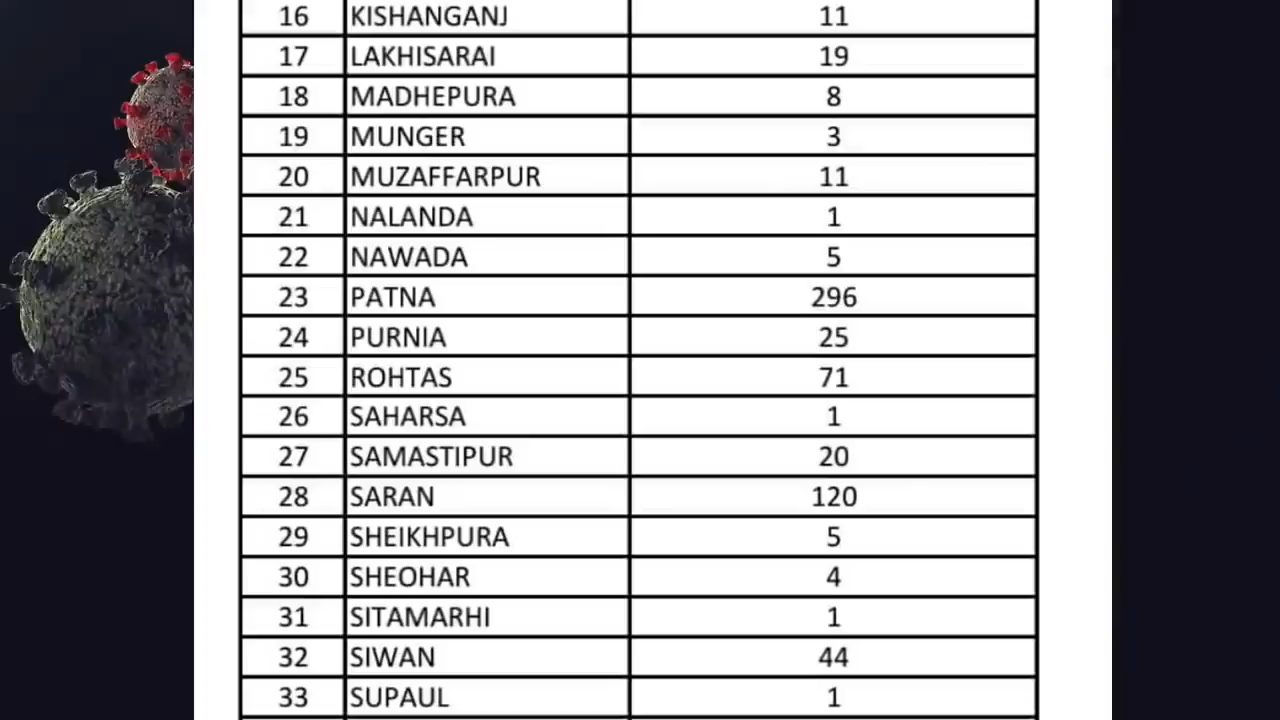 16 KISHANGANJ 11
17 LAKHISARAI 19
18 MADHEPURA 8
19 MUNGER 3
20 MUZAFFARPUR 11
21 NALANDA 1
22 NAWADA 5
23 PATNA 296
24 PURNIA 25
25 ROHTAS 71
26 SAHARSA 1
27 SAMASTIPUR 20
28 SARAN 120
29 SHEIKHPURA 5
30 SHEOHAR 4
31 SITAMARHI 1
32 SIWAN 44
33 SUPAUL 1